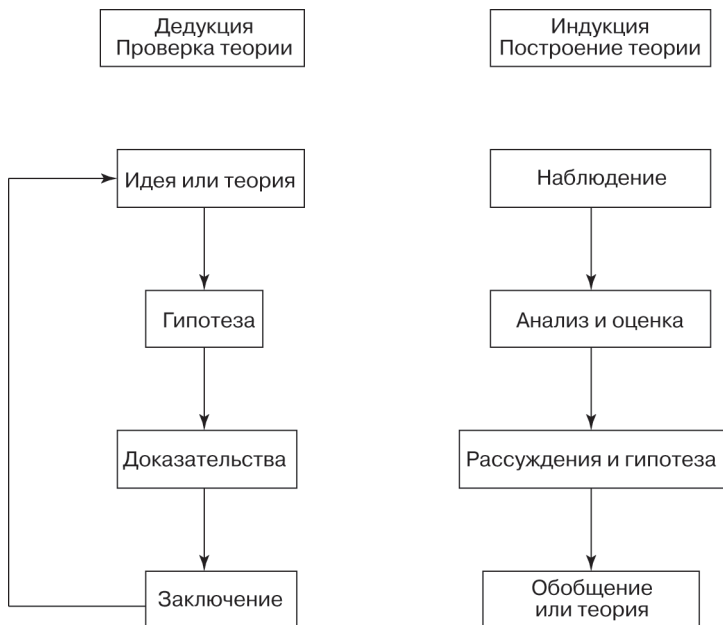 Дедукция
Проверка теории
Индукция
Построение теории
Идея или теория
Наблюдение
Гипотеза
Анализ и оценка
Доказательства
Рассуждения и гипотеза
Заключение
Обобщение
или теория